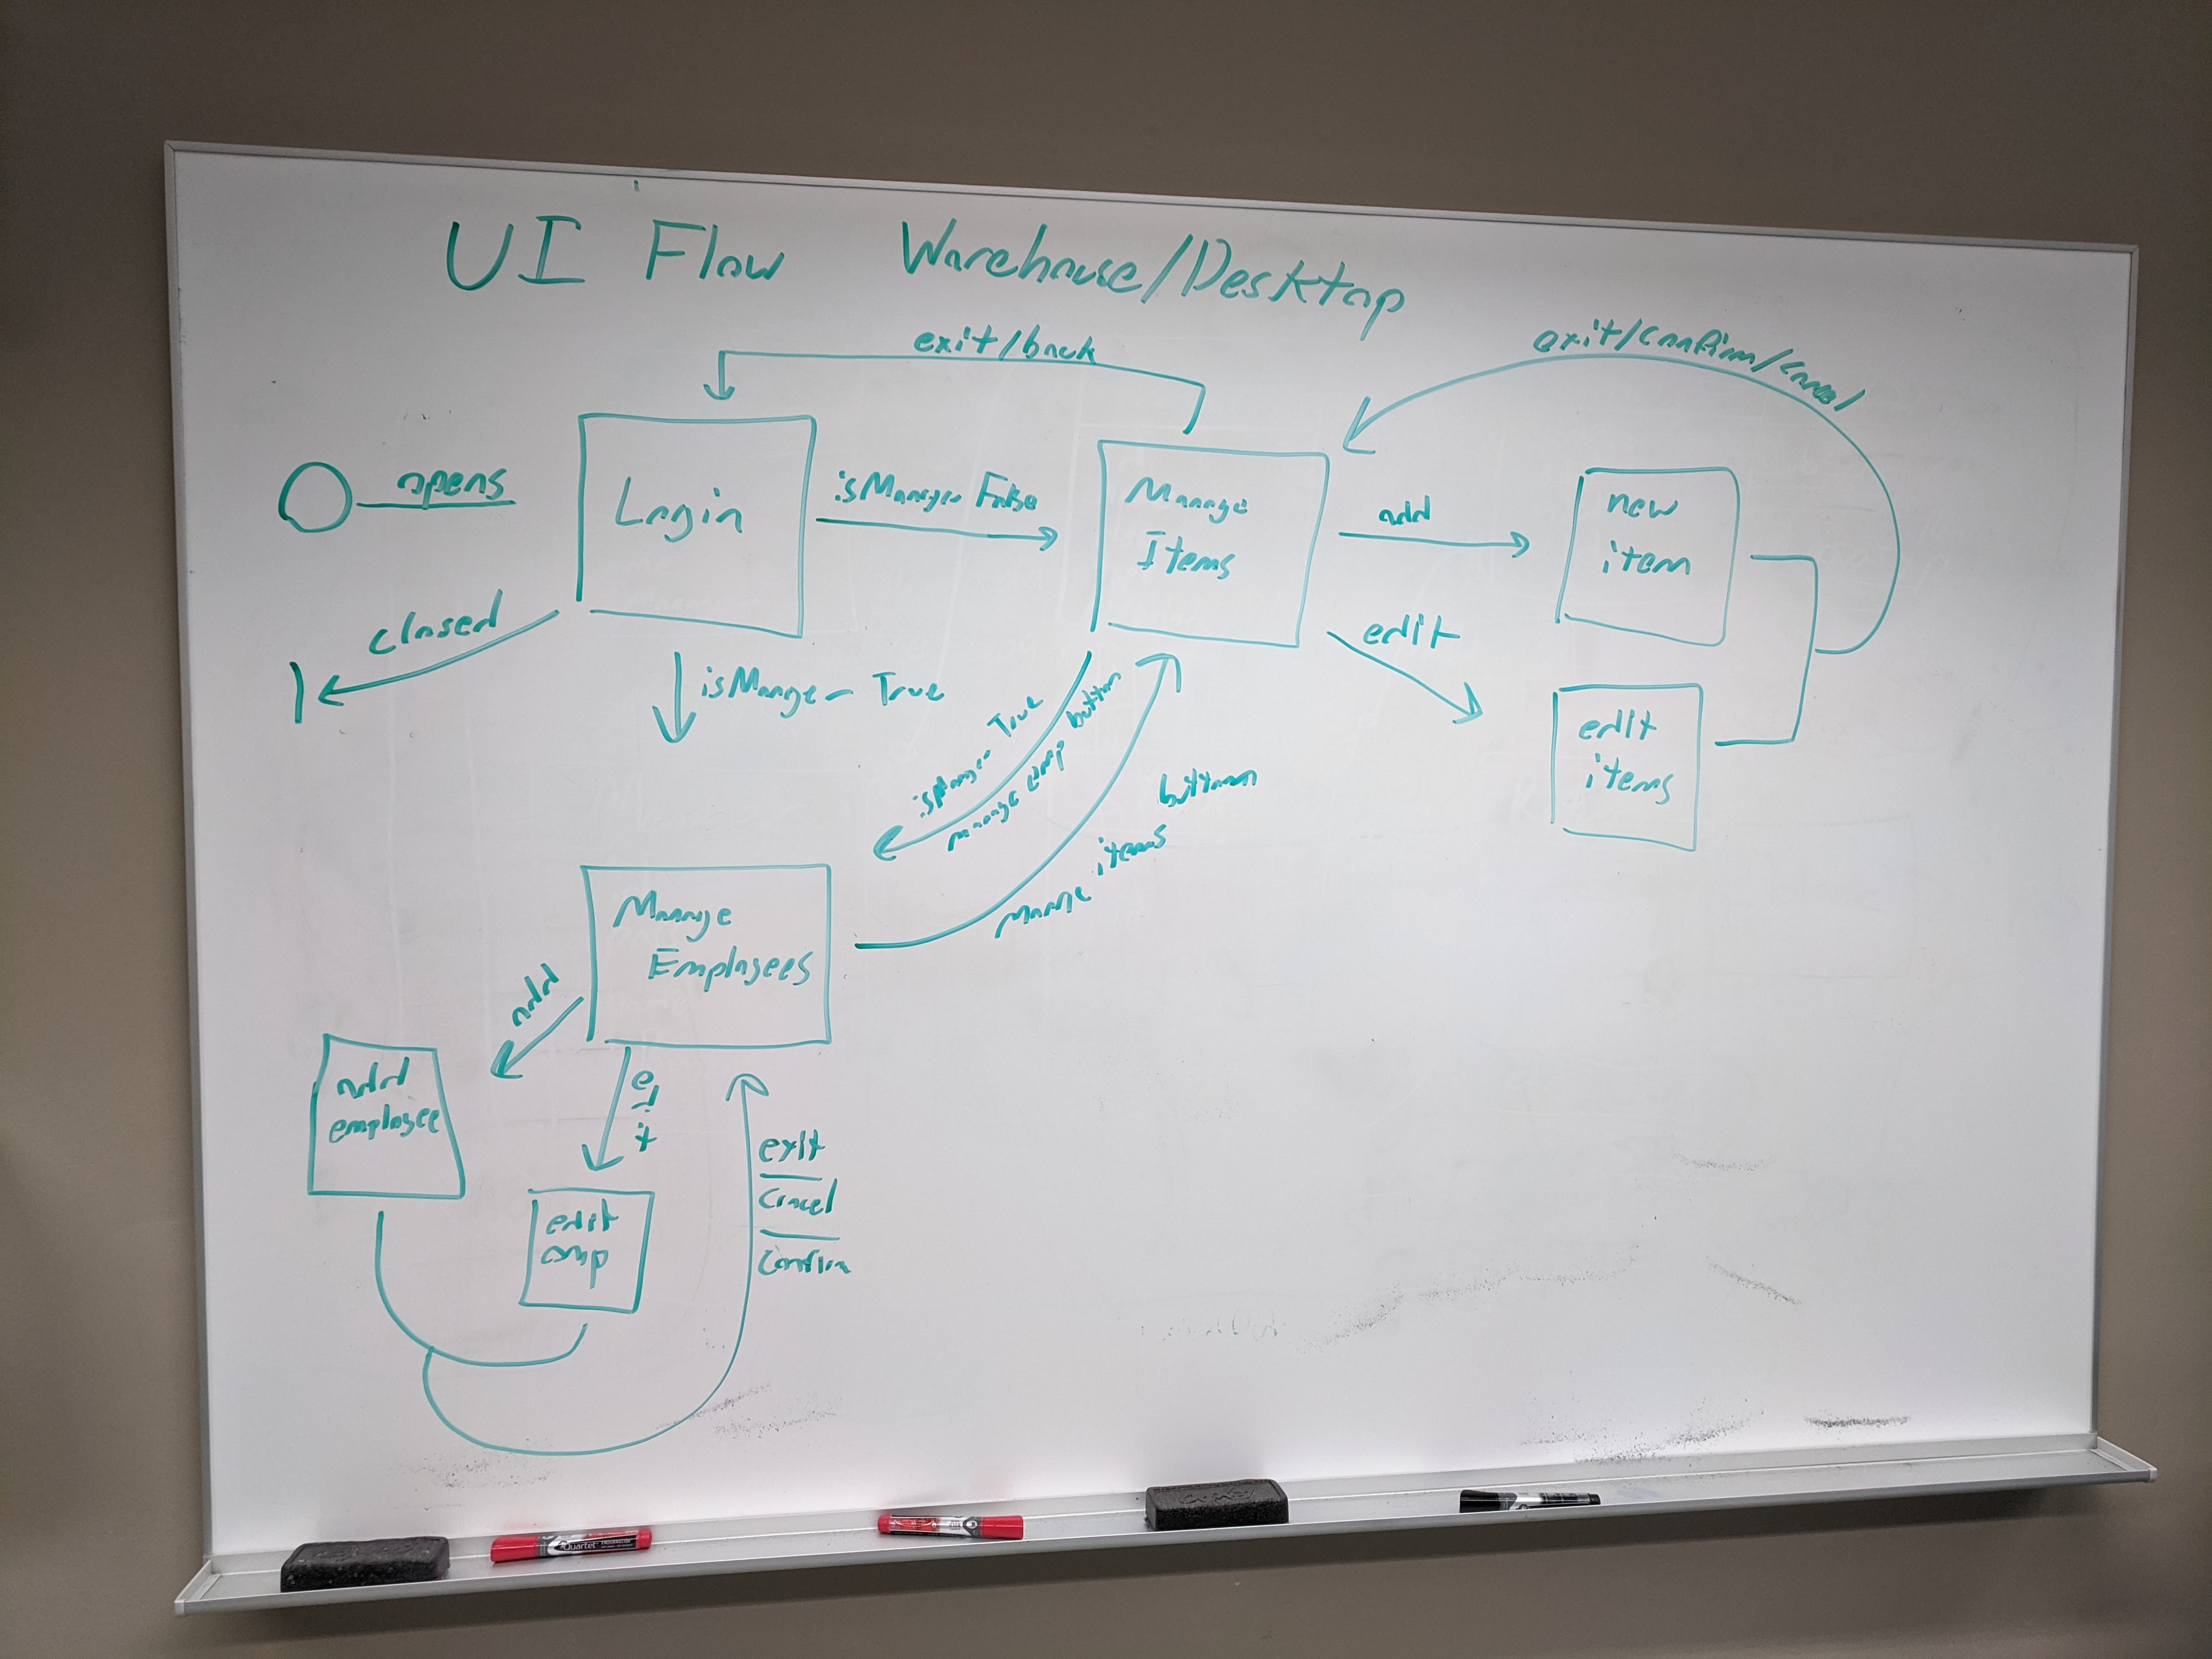 UI Flow Warehouse/Desktop
exit/back
exit/confirm/cancel
opens
Login
isManager False
Manage
Items
add
new
item
closed
edit
isManger True
edit
items
isManager True
manage emp button
manage items button
Manage
Employees
add
edit
add
employee
exit
cancel
confirm
edit
emp
Quartet